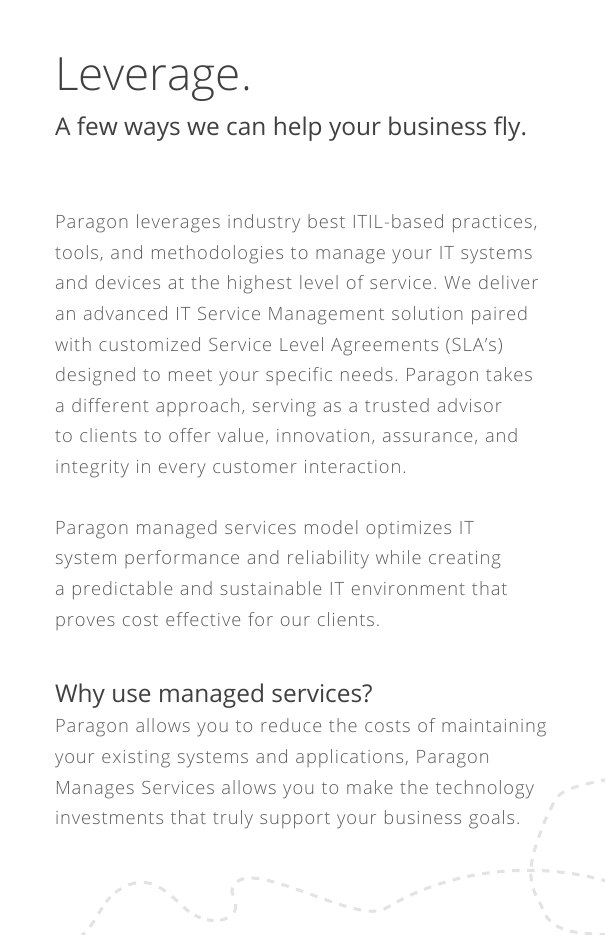 Leverage.
A few ways we can help your business fly.
Paragon leverages industry best ITIL-based practices,
tools, and methodologies to manage your IT systems
and devices at the highest level of service. We deliver
an advanced IT Service Management solution paired
with customized Service Level Agreements (SLA’s)
designed to meet your specific needs. Paragon takes
a different approach, serving as a trusted advisor
to clients to offer value, innovation, assurance, and
integrity in every customer interaction.
Paragon managed services model optimizes IT
system performance and reliability while creating
a predictable and sustainable IT environment that
proves cost effective for our clients.
Why use managed services?
Paragon allows you to reduce the costs of maintaining
your existing systems and applications, Paragon
Manages Services allows you to make the technology
investments that truly support your business goals.